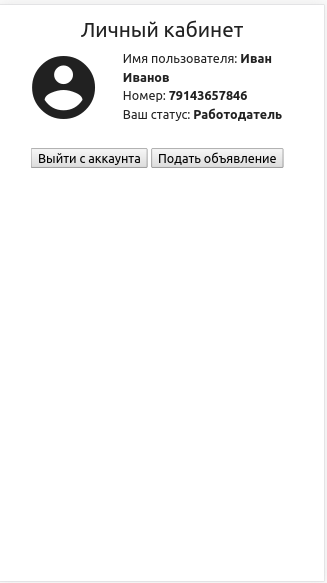 Личный кабинет
Имя пользователя: Иван
Иванов
Номер: 79143657846
Ваш статус: Работодатель
Выйти с аккаунта Подать объявление